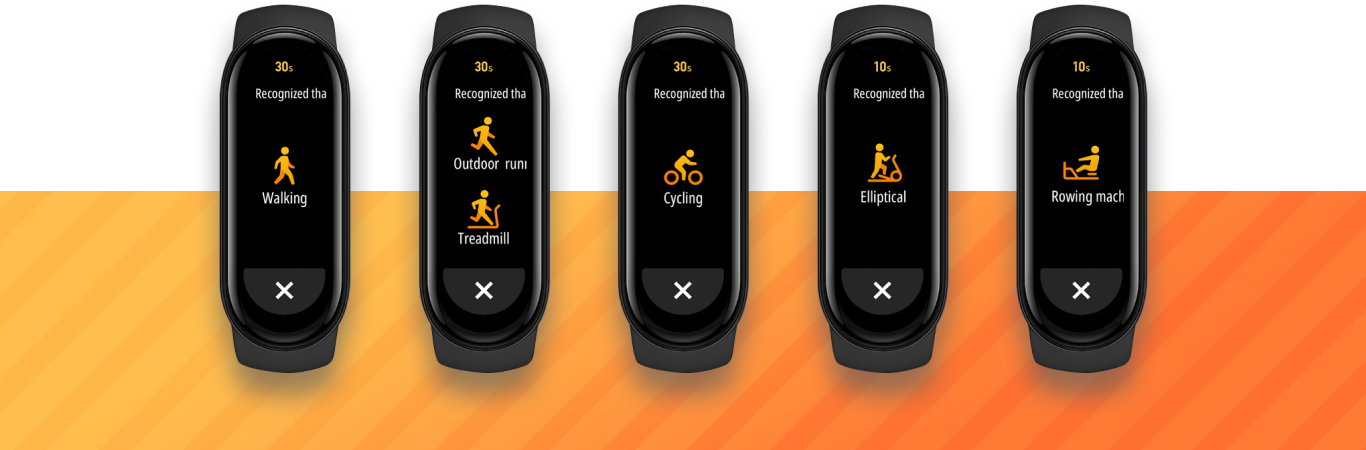 30s
Recognized tha
Walking
30s
Recognized tha
Outdoor run
Treadmill
30s
Recognized tha
Cycling
10s
Recognized tha
Elliptical
10s
Recognized tha
Rowing mach